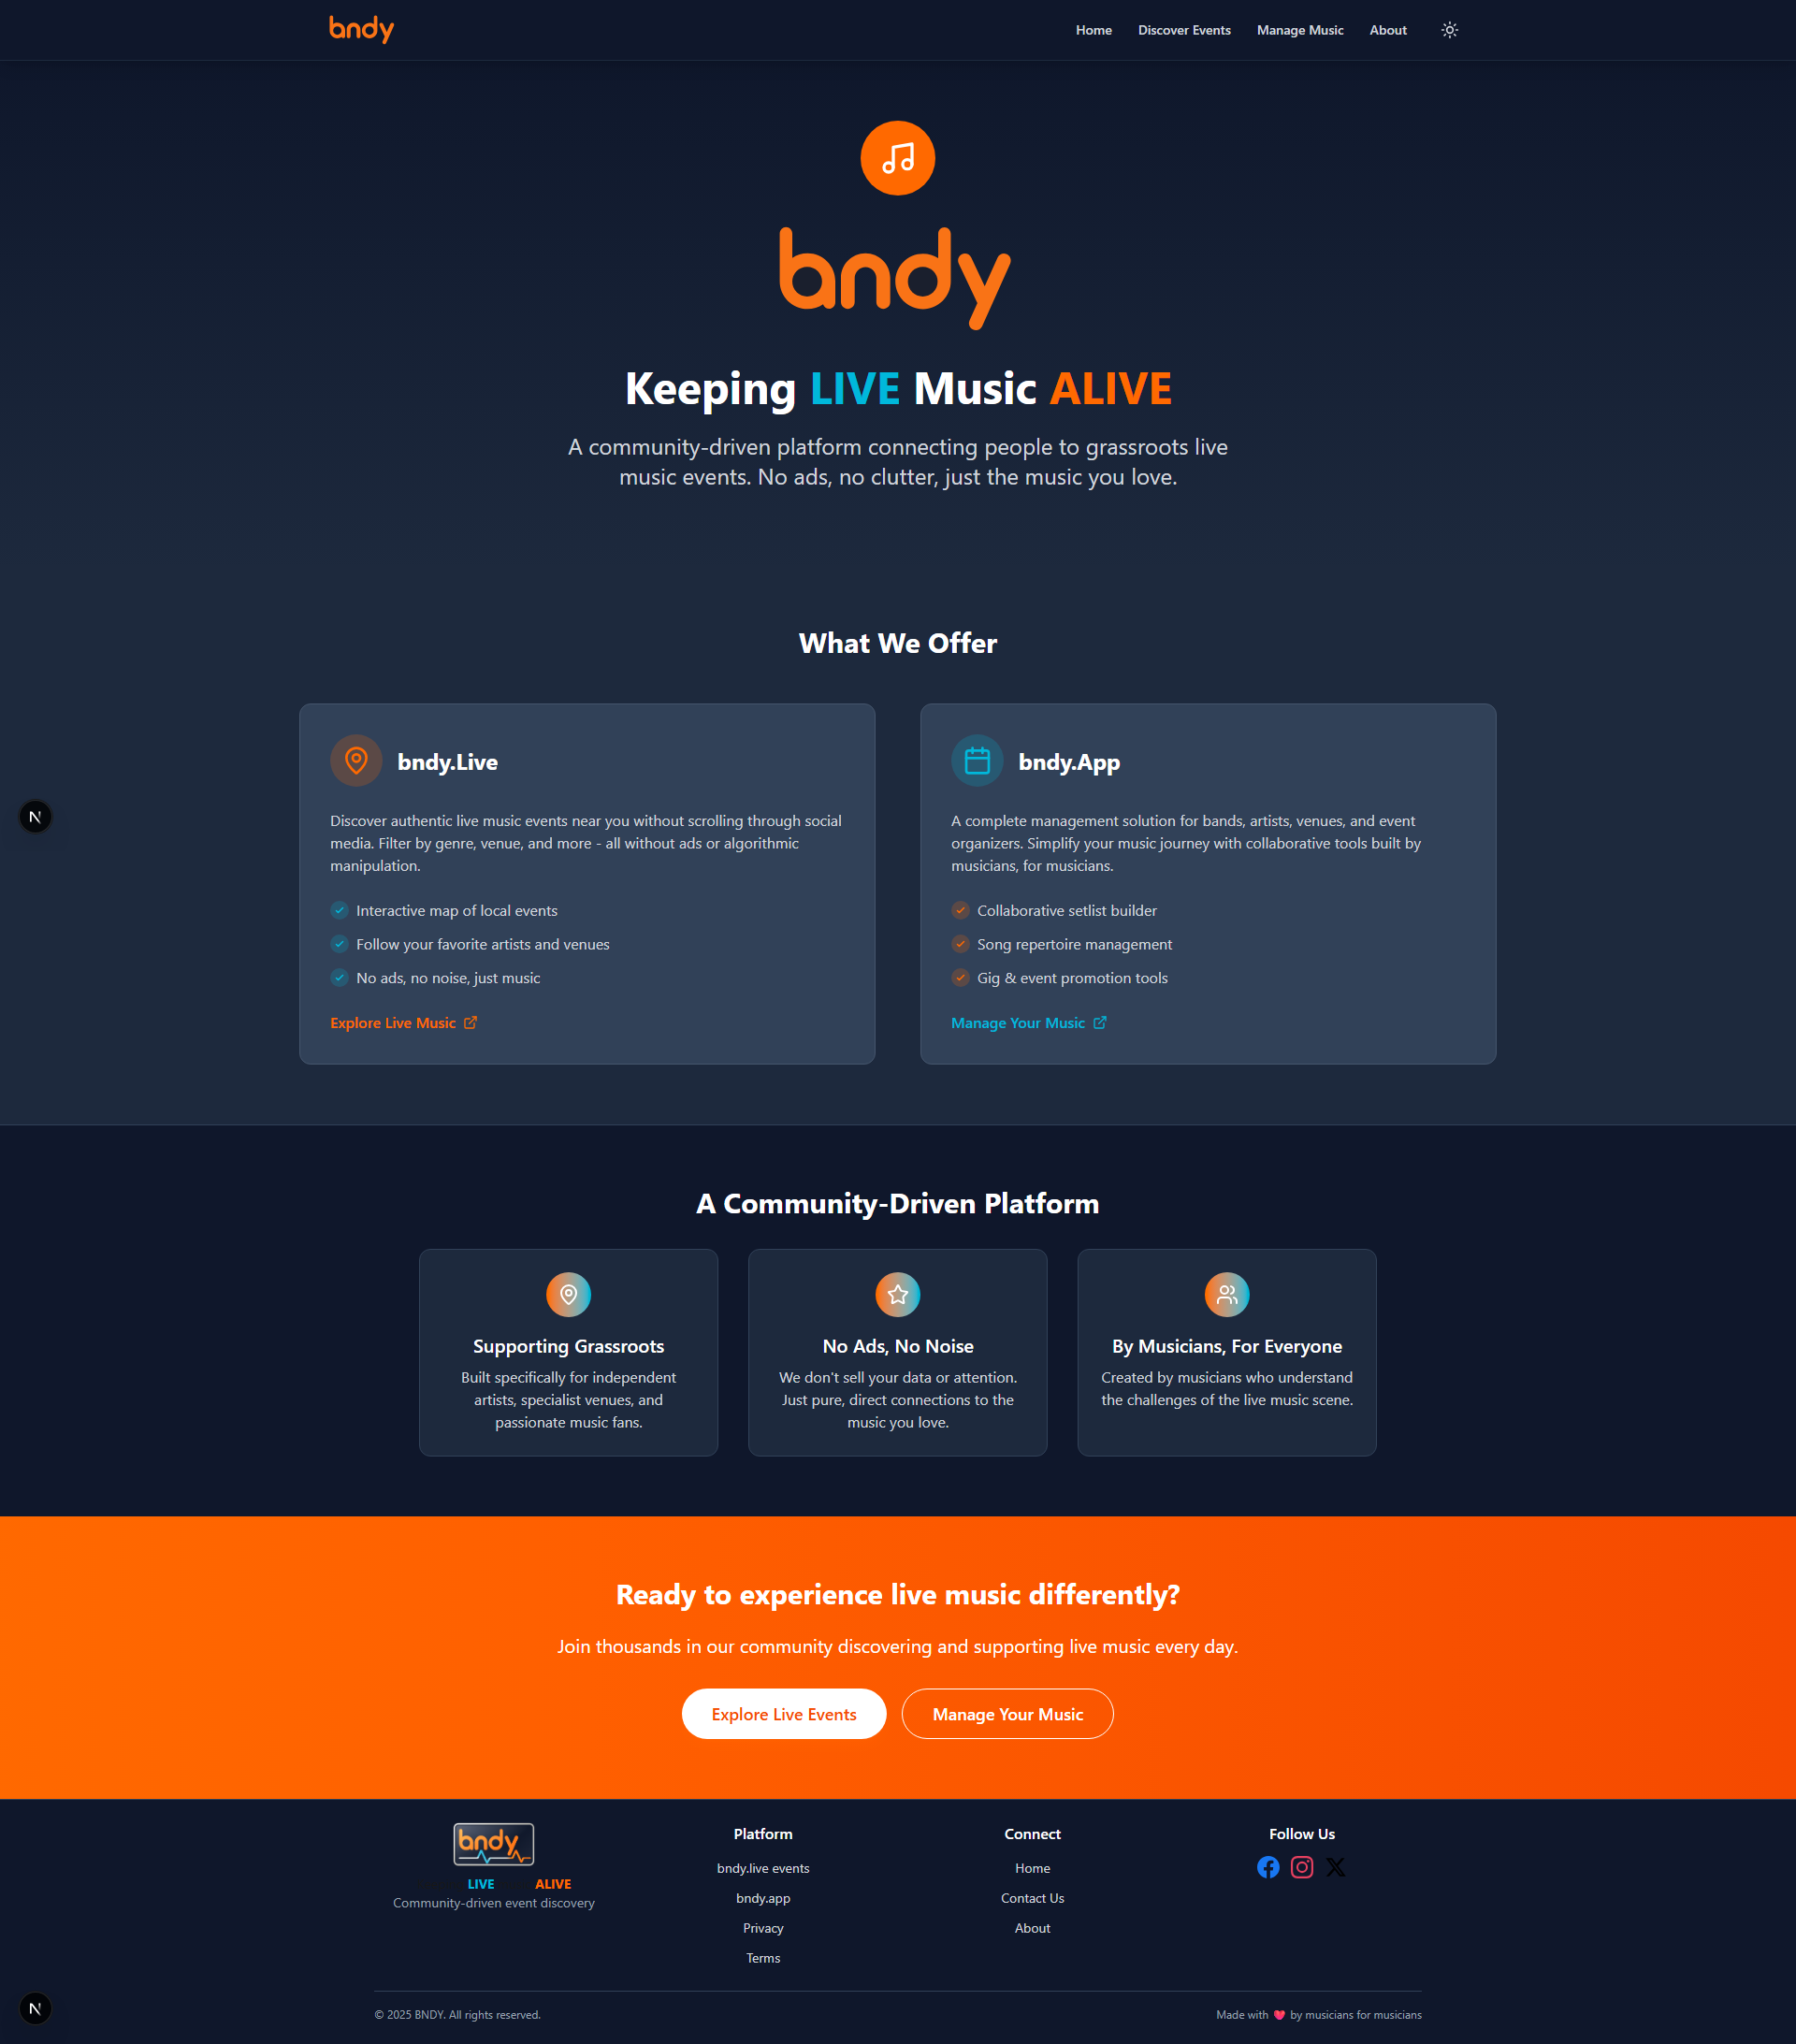 bndy
Home Discover Events Manage Music About
bndy
Keeping LIVE Music ALIVE
A community-driven platform connecting people to grassroots live
music events. No ads, no clutter, just the music you love.
What We Offer
bndy.Live
Discover authentic live music events near you without scrolling through social
media. Filter by genre, venue, and more - all without ads or algorithmic
manipulation.
Interactive map of local events
Follow your favorite artists and venues
No ads, no noise, just music
Explore Live Music
bndy.App
A complete management solution for bands, artists, venues, and event
organizers. Simplify your music journey with collaborative tools built by
musicians, for musicians.
Collaborative setlist builder
Song repertoire management
Gig & event promotion tools
Manage Your Music
N
A Community-Driven Platform
Supporting Grassroots
Built specifically for independent
artists, specialist venues, and
passionate music fans.
No Ads, No Noise
We don't sell your data or attention.
Just pure, direct connections to the
music you love.
By Musicians, For Everyone
Created by musicians who understand
the challenges of the live music scene.
Ready to experience live music differently?
Join thousands in our community discovering and supporting live music every day.
Explore Live Events
Manage Your Music
bndy
LIVE ALIVE
Community-driven event discovery
Platform
bndy.live events
bndy.app
Privacy
Terms
Connect
Home
Contact Us
About
Follow Us
N
© 2025 BNDY. All rights reserved.
Made with by musicians for musicians